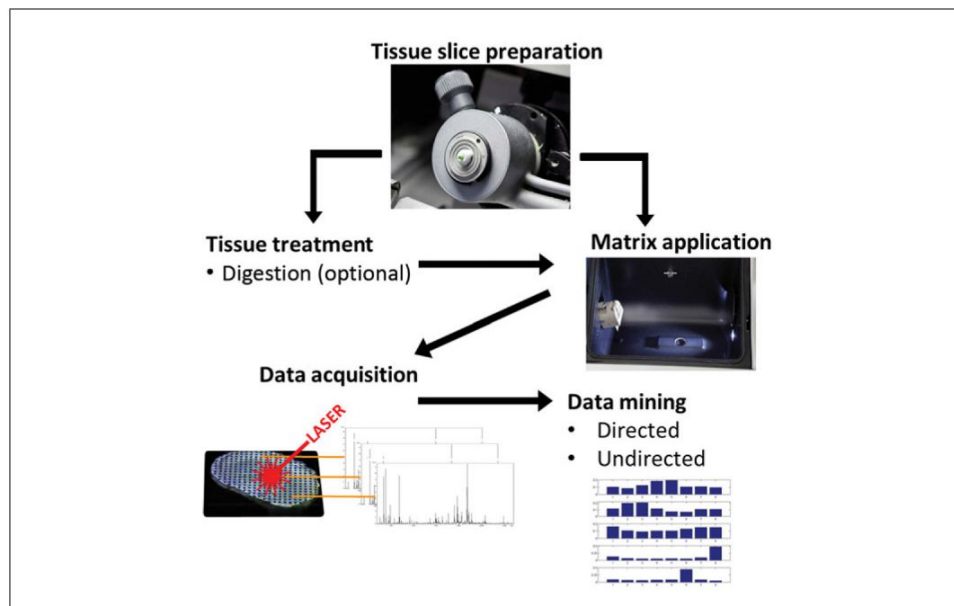 Tissue slice preparation
Tissue treatment
• Digestion (optional)
Matrix application
Data acquisition
LASER
Data mining
• Directed
• Undirected